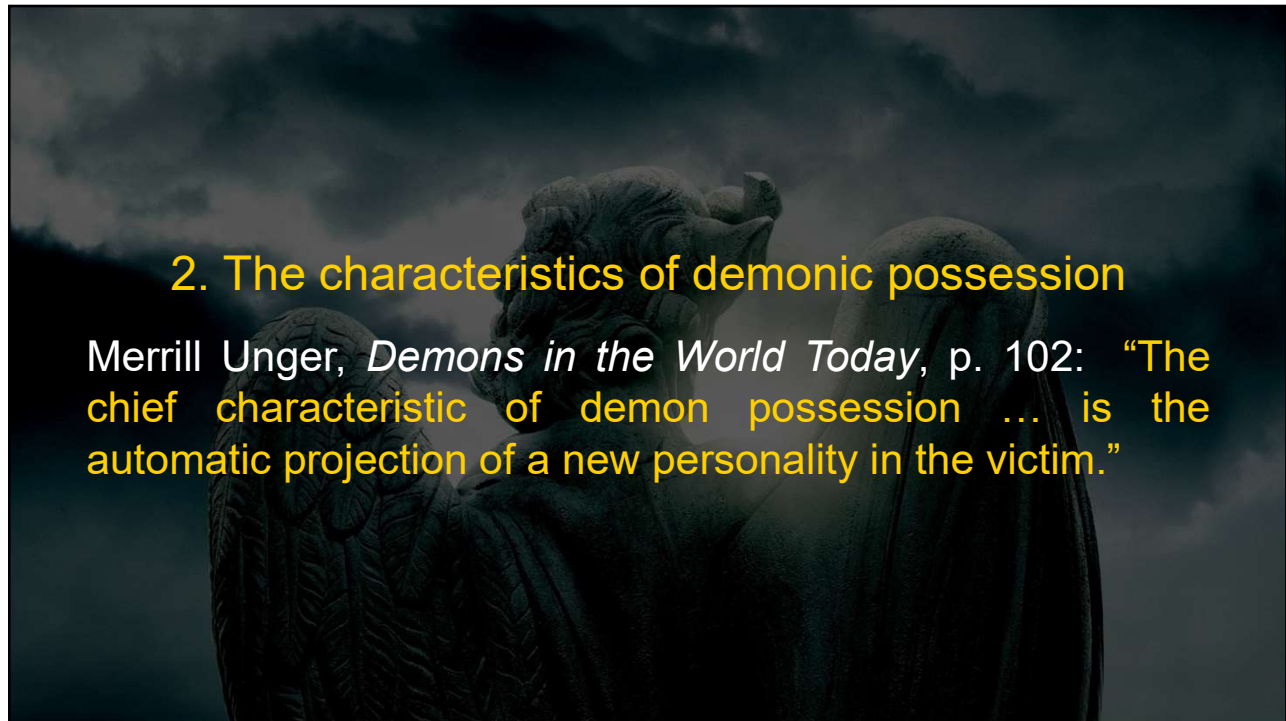 2. The characteristics of demonic possession
Merrill Unger, Demons in the World Today, p. 102: “The
chief characteristic of demon possession … is the
automatic projection of a new personality in the victim.”